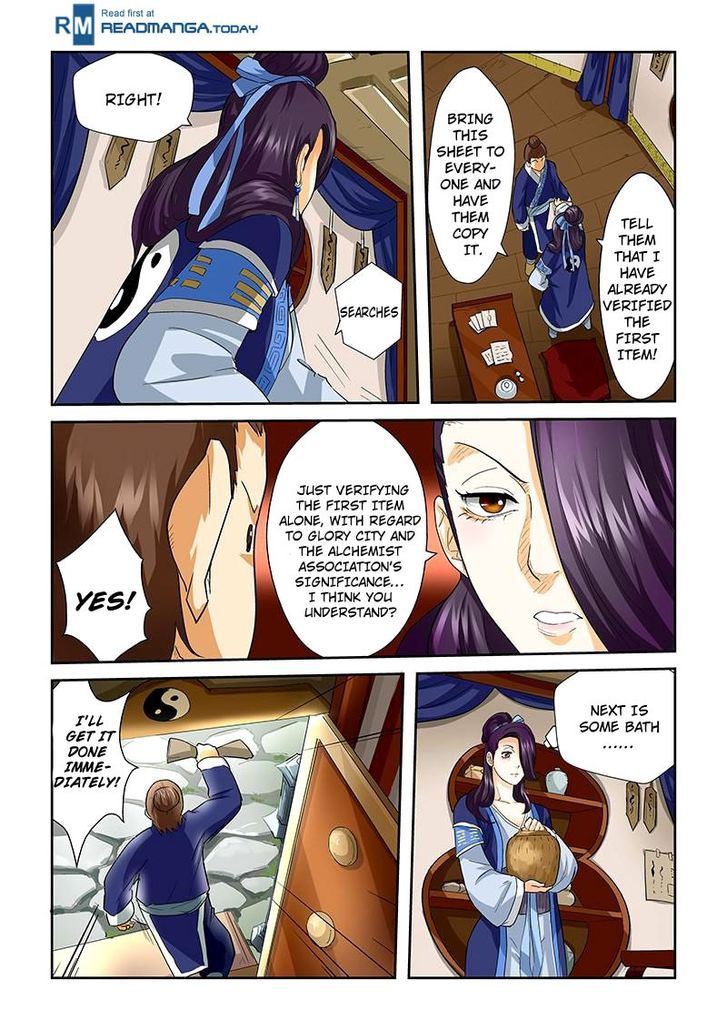 RM
Read first at
READMANGA.TODAY
RIGHT!
SEARCHES
BRING
THIS
SHEET TO
EVERY-
ONE AND
HAVE
THEM
COPY
IT.
TELL
THEM
THAT I
HAVE
ALREADY
VERIFIED
THE
FIRST
ITEM!
YES!
JUST VERIFYING
THE FIRST ITEM
ALONE, WITH REGARD
TO GLORY CITY AND
THE ALCHEMIST
ASSOCIATION'S
SIGNIFICANCE...
I THINK YOU
UNDERSTAND?
I'LL
GET IT
DONE
IMME-
DIATELY!
NEXT IS
SOME BATH
......